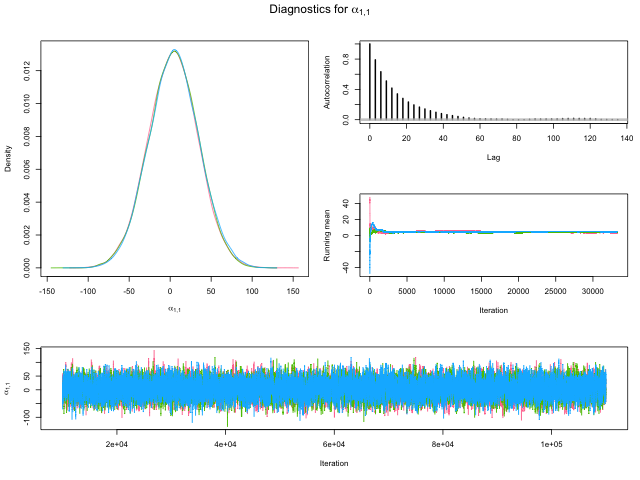 Diagnostics for α1,1
Density
0.000 0.002 0.004 0.006 0.008 0.010 0.012
-150 -100 -50 0 50 100 150
α1,1
Autocorrelation
0.0 0.4 0.8
0 20 40 60 80 100 120 140
Lag
Running mean
-40 0 20 40
0 5000 10000 15000 20000 25000 30000
Iteration
α1,1
-100 0 50 100 150
2e+04 4e+04 6e+04 8e+04 1e+05
Iteration